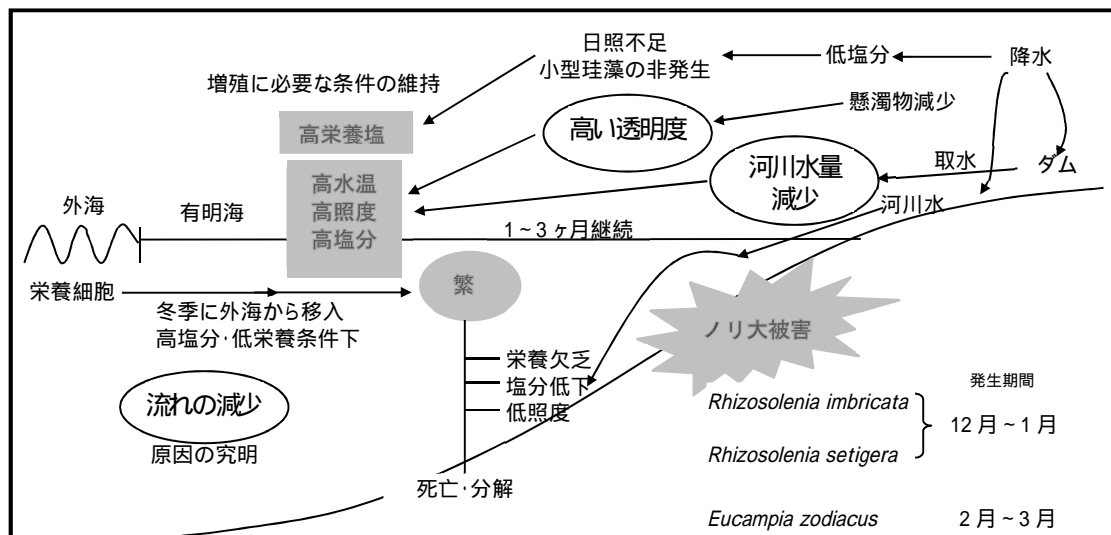 日照不足
小型珪藻の非発生
低塩分
降水
増殖に必要な条件の維持
高栄養塩
高い透明度
懸濁物減少
高水温
高照度
高塩分
河川水量
減少
取水
ダム
外海
有明海
河川水
1~3ヶ月継続
栄養細胞
冬季に外海から移入
高塩分･低栄養条件下
繁
ノリ大被害
栄養欠乏
塩分低下
低照度
流れの減少
原因の究明
死亡･分解
発生期間
Rhizosolenia imbricata
12月~1月
Rhizosolenia setigera
Eucampia zodiacus
2月~3月